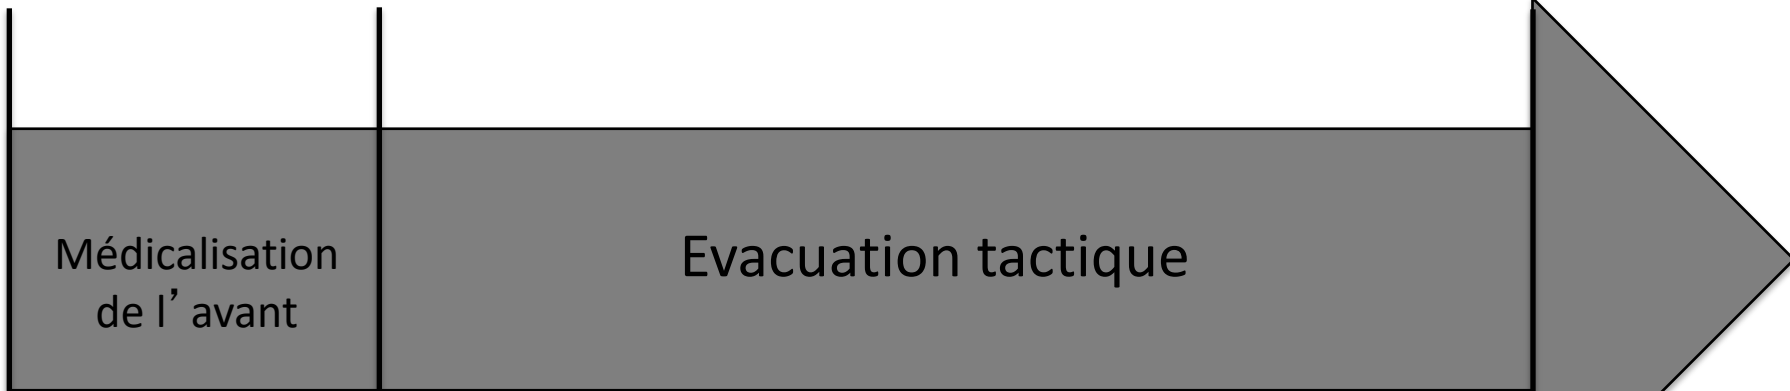 Médicalisation
de l’ avant
Evacuation tactique